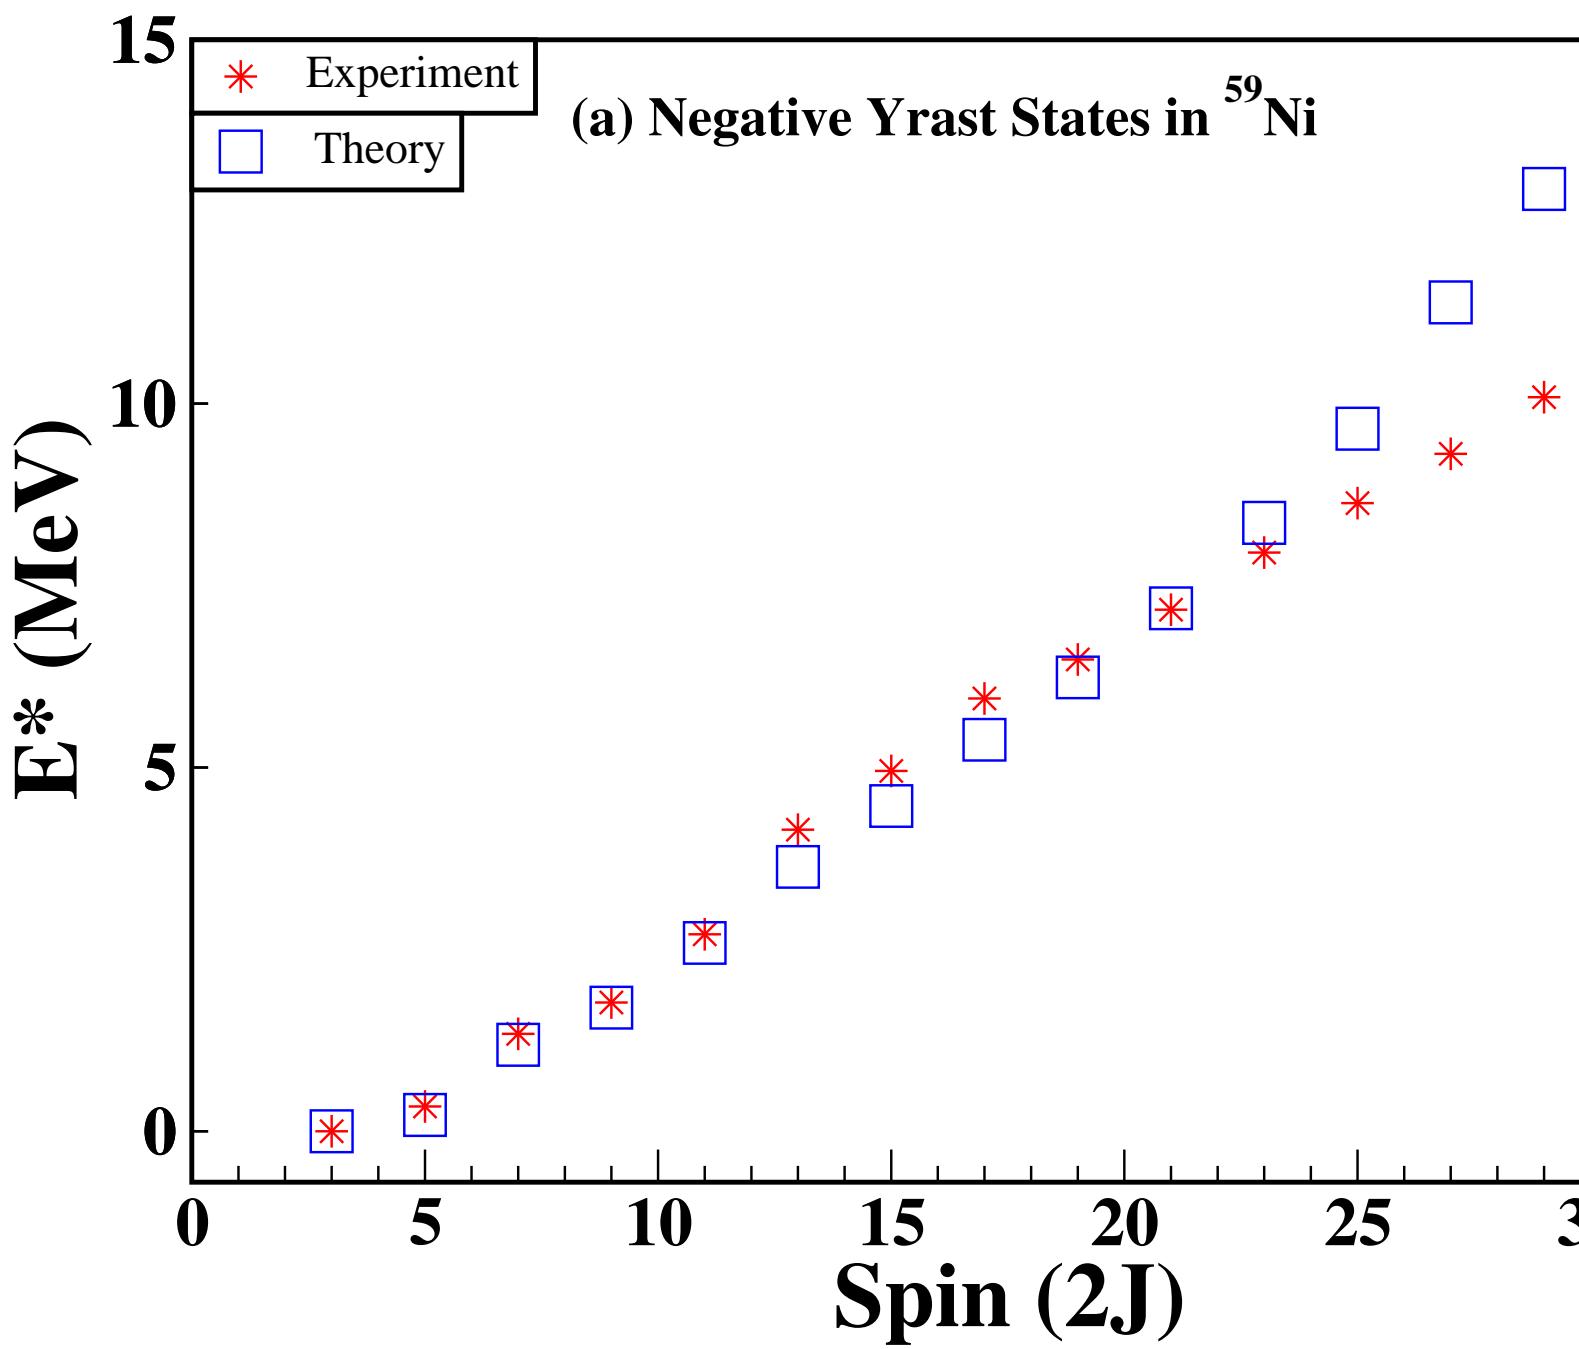 15
Experiment
(a) Negative Yrast States in ⁵⁹Ni
Theory
10
E* (MeV)
5
0
0 5 10 15 20 25 3
Spin (2J)